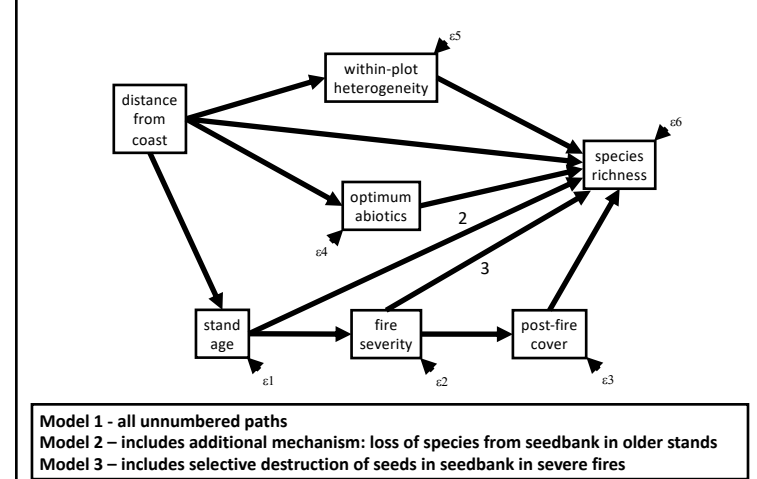 ε5
within-plot
heterogeneity
distance
from
coast
ε6
species
richness
optimum
abiotics
2
ε4
3
stand
age
fire
severity
post-fire
cover
ε1
ε2
ε3
Model 1 - all unnumbered paths
Model 2 – includes additional mechanism: loss of species from seedbank in older stands
Model 3 – includes selective destruction of seeds in seedbank in severe fires